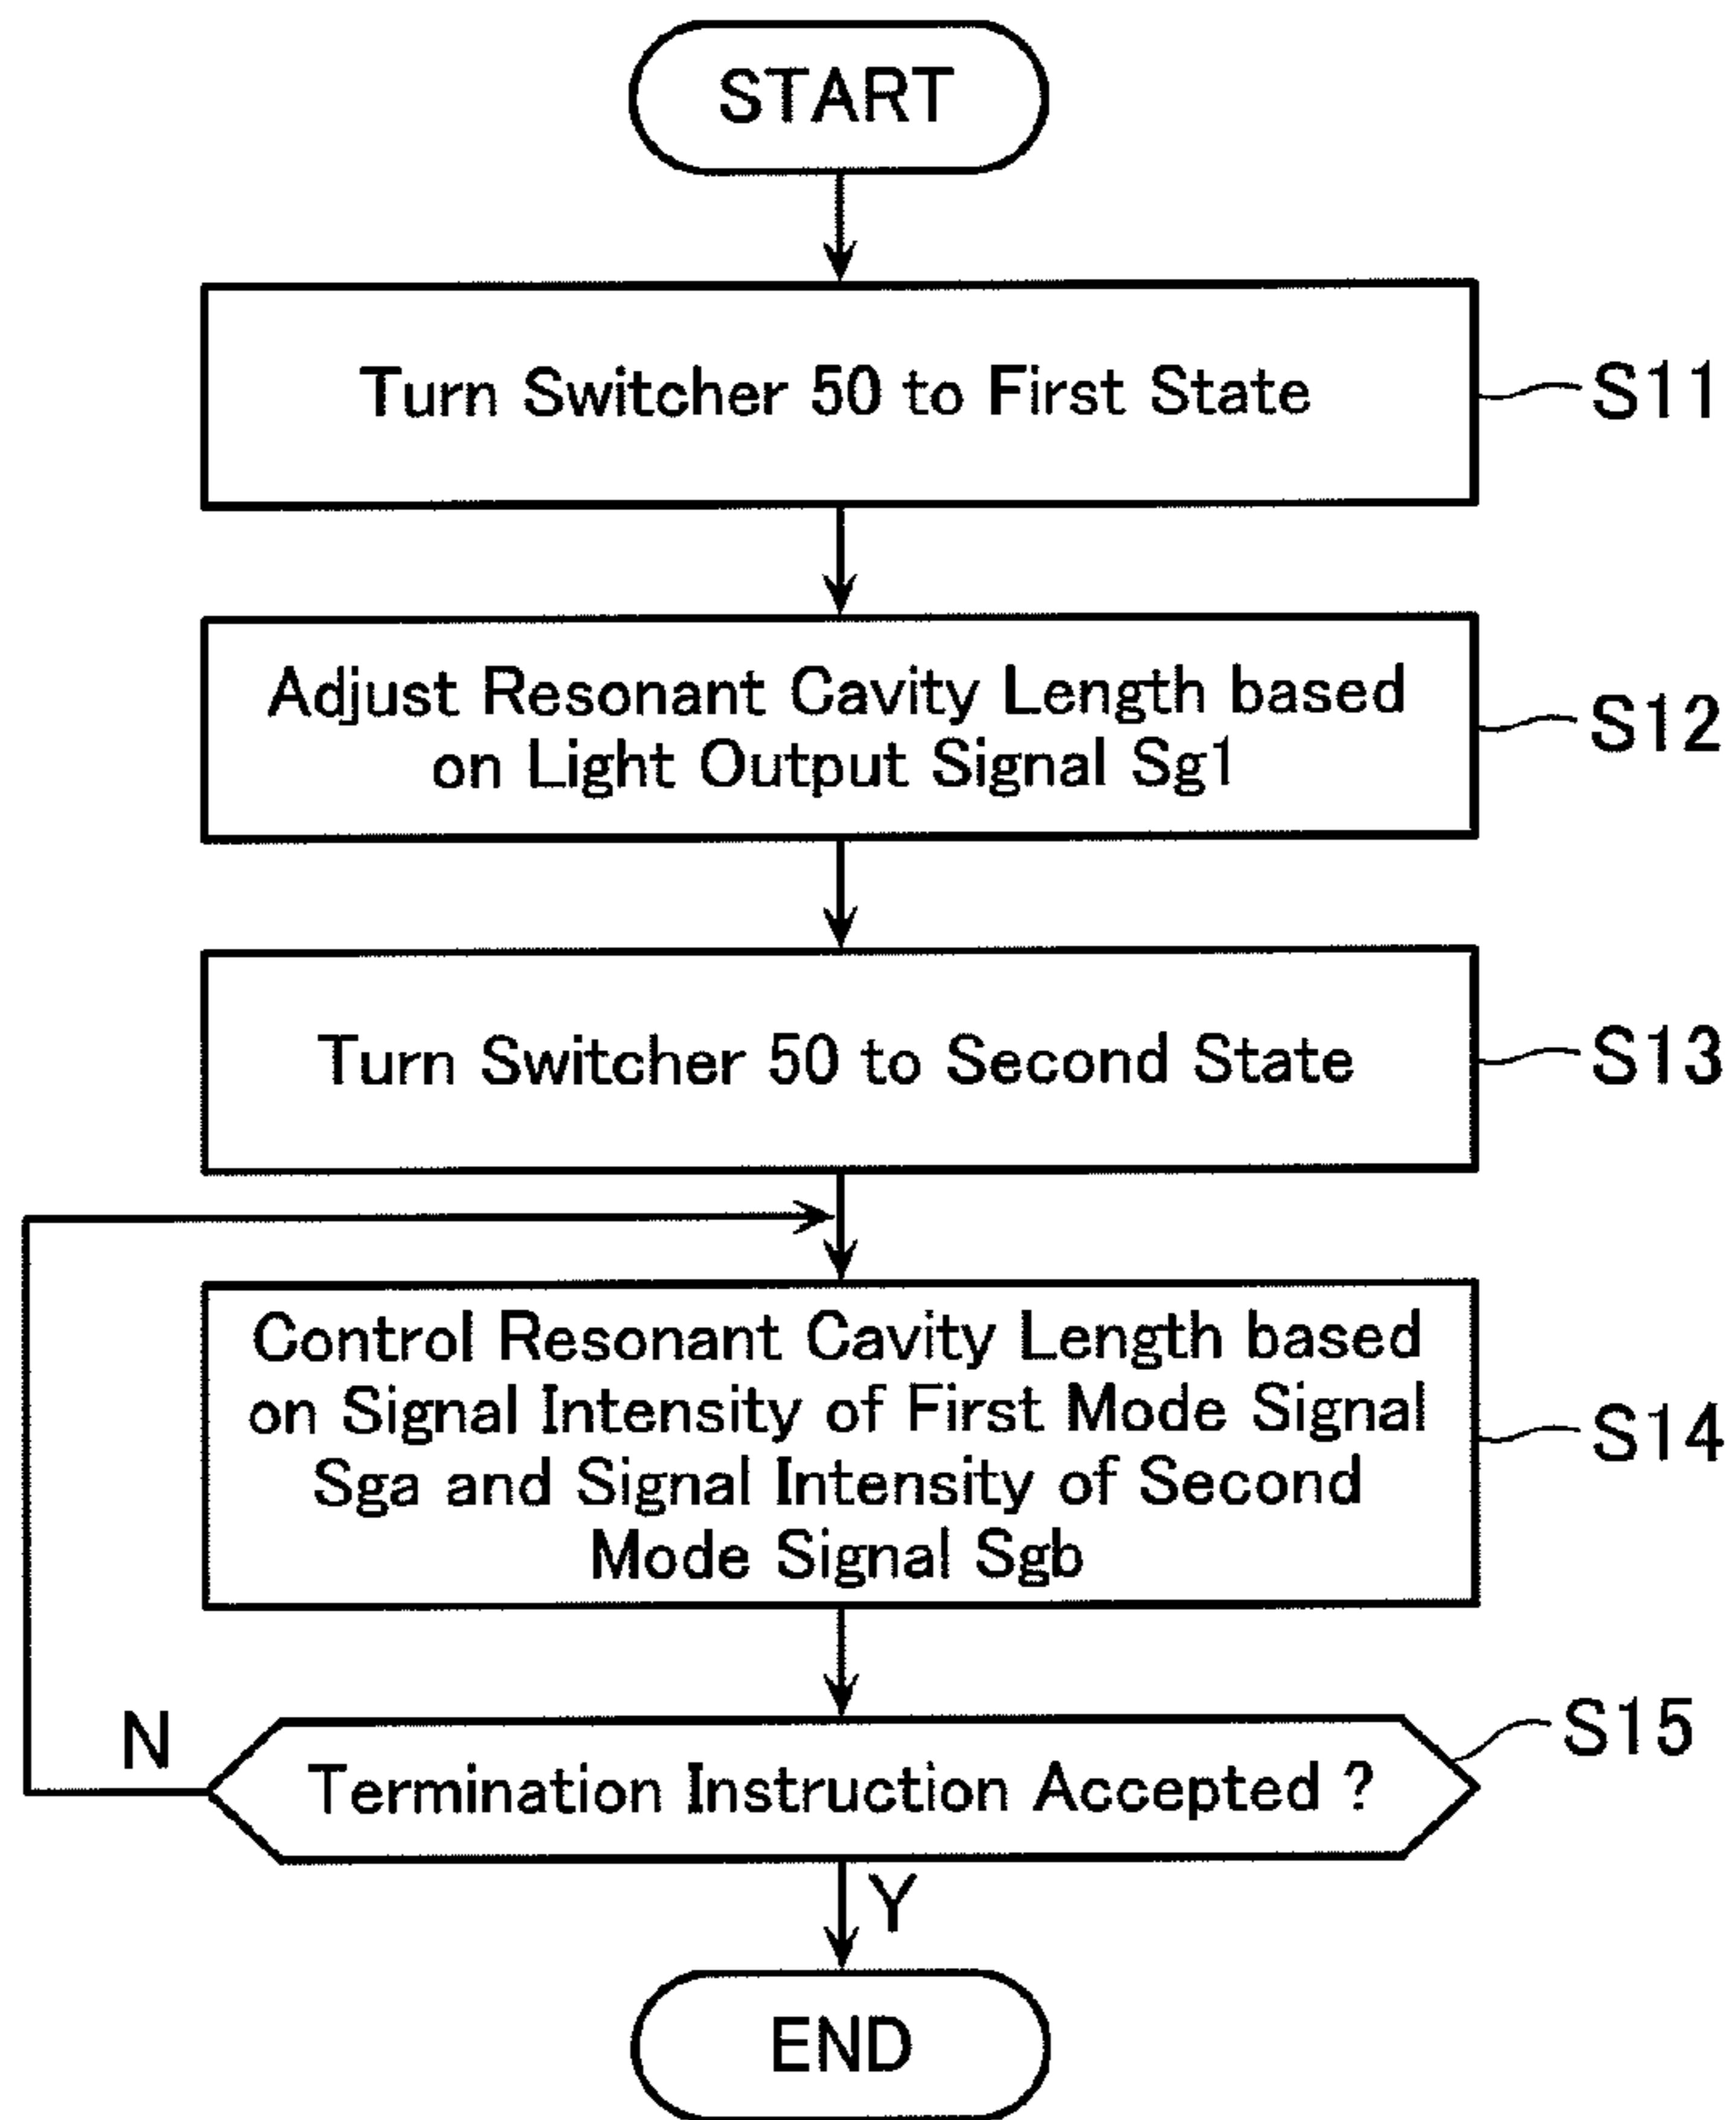 START
Turn Switcher 50 to First State
S11
Adjust Resonant Cavity Length based
on Light Output Signal Sg1
S12
Turn Switcher 50 to Second State
S13
Control Resonant Cavity Length based
on Signal Intensity of First Mode Signal
Sga and Signal Intensity of Second
Mode Signal Sgb
S14
N
Termination Instruction Accepted ?
S15
Y
END